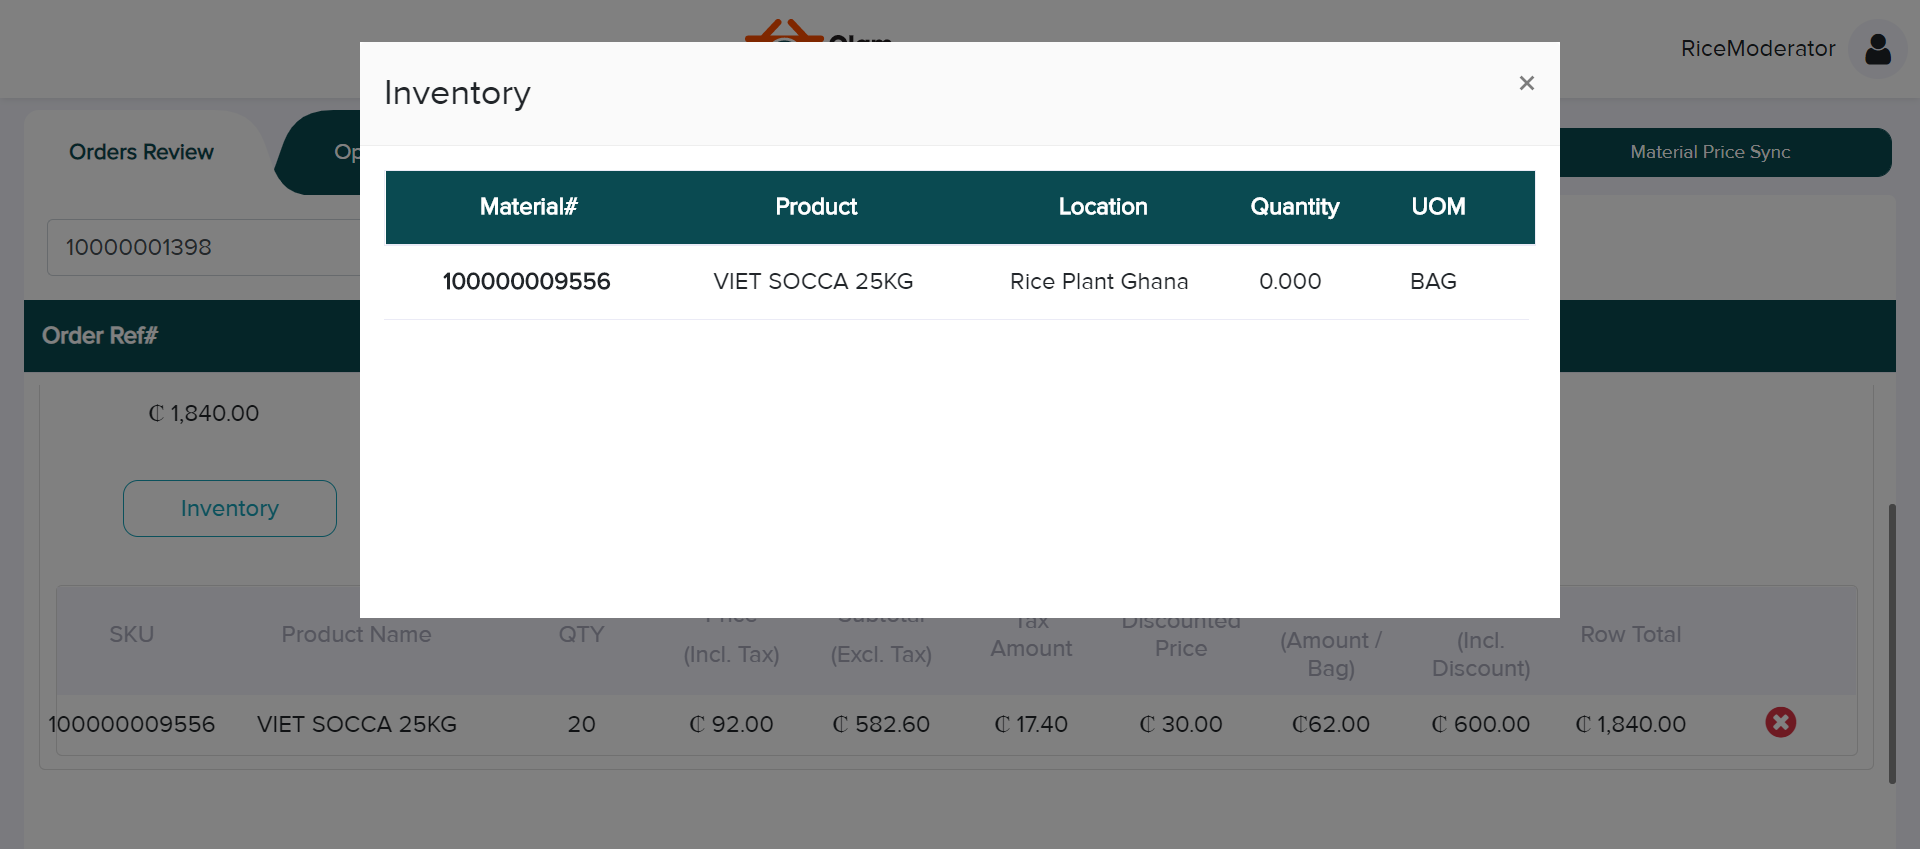 RiceModerator
Inventory
×
Orders Review
Op
Material Price Sync
Material# Product Location Quantity UOM
10000001398
100000009556 VIET SOCCA 25KG Rice Plant Ghana 0.000 BAG
Order Ref#
₵ 1,840.00
Inventory
SKU Product Name QTY (Incl. Tax) (Excl. Tax) Tax Amount Discounted Price (Amount / Bag) (Incl. Discount) Row Total
100000009556 VIET SOCCA 25KG 20 ₵ 92.00 ₵ 582.60 ₵ 17.40 ₵ 30.00 ₵62.00 ₵ 600.00 ₵ 1,840.00